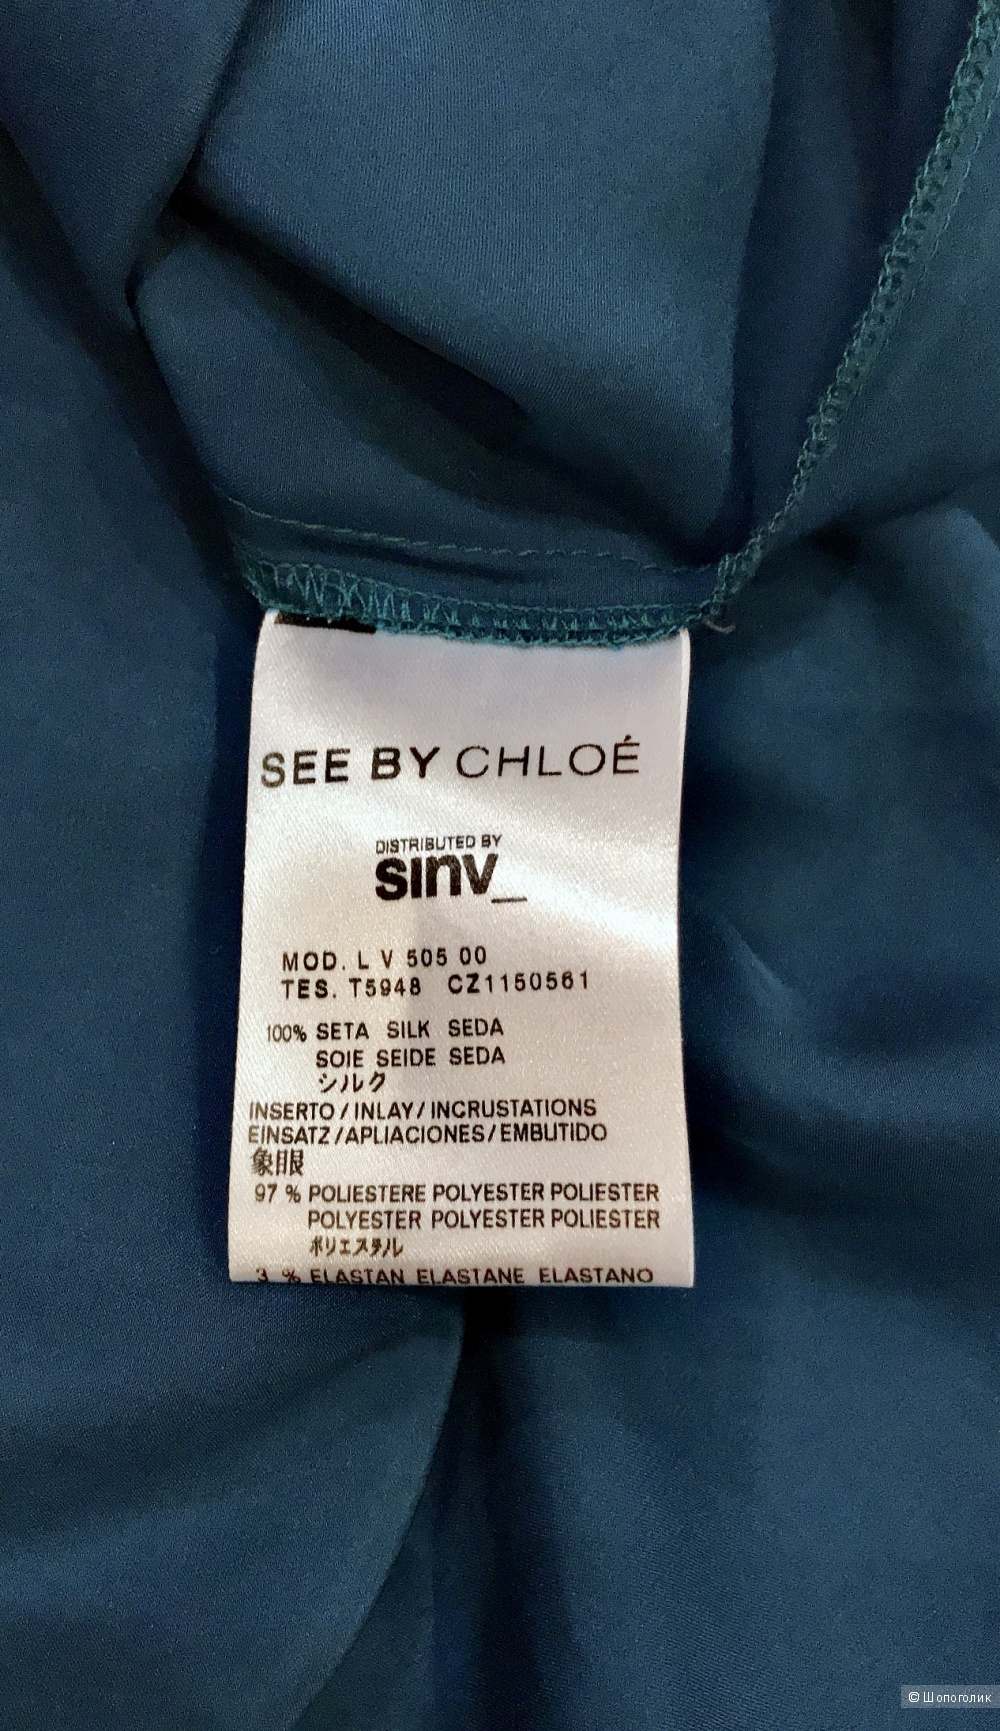 SEE BY CHLOÉ
DISTRIBUTED BY
sinv_
MOD. L V 505 00
TES. T5948 CZ1150561
100% SETA SILK SEDA
SOIE SEIDE SEDA
シルク
INSERTO / INLAY / INCRUSTATIONS
EINSATZ / APLIACIONES / EMBUTIDO
象眼
97 % POLIESTERE POLYESTER POLIESTER
POLYESTER POLYESTER POLIESTER
ポリエステル
3 % ELASTAN ELASTANE ELASTANO
© Шопоголик